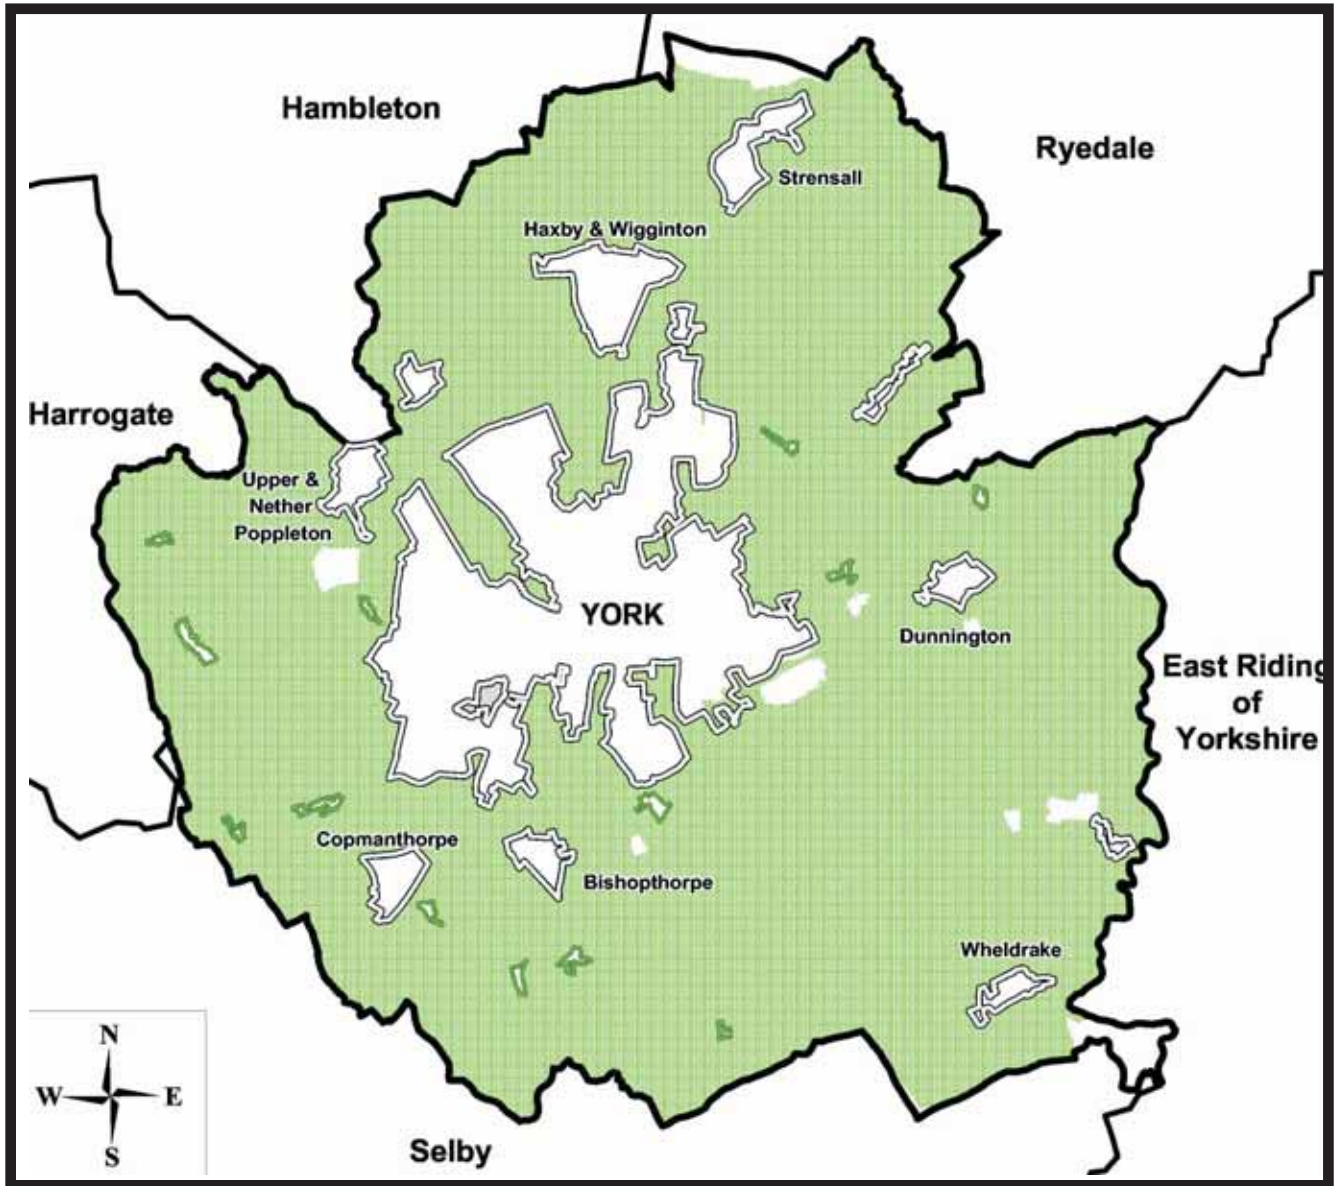 Hambleton
Ryedale
Strensall
Haxby & Wigginton
Harrogate
Upper &
Nether
Poppleton
YORK
Dunnington
East Riding
of
Yorkshire
Copmanthorpe
Bishopthorpe
Wheldrake
N
W E
S
Selby